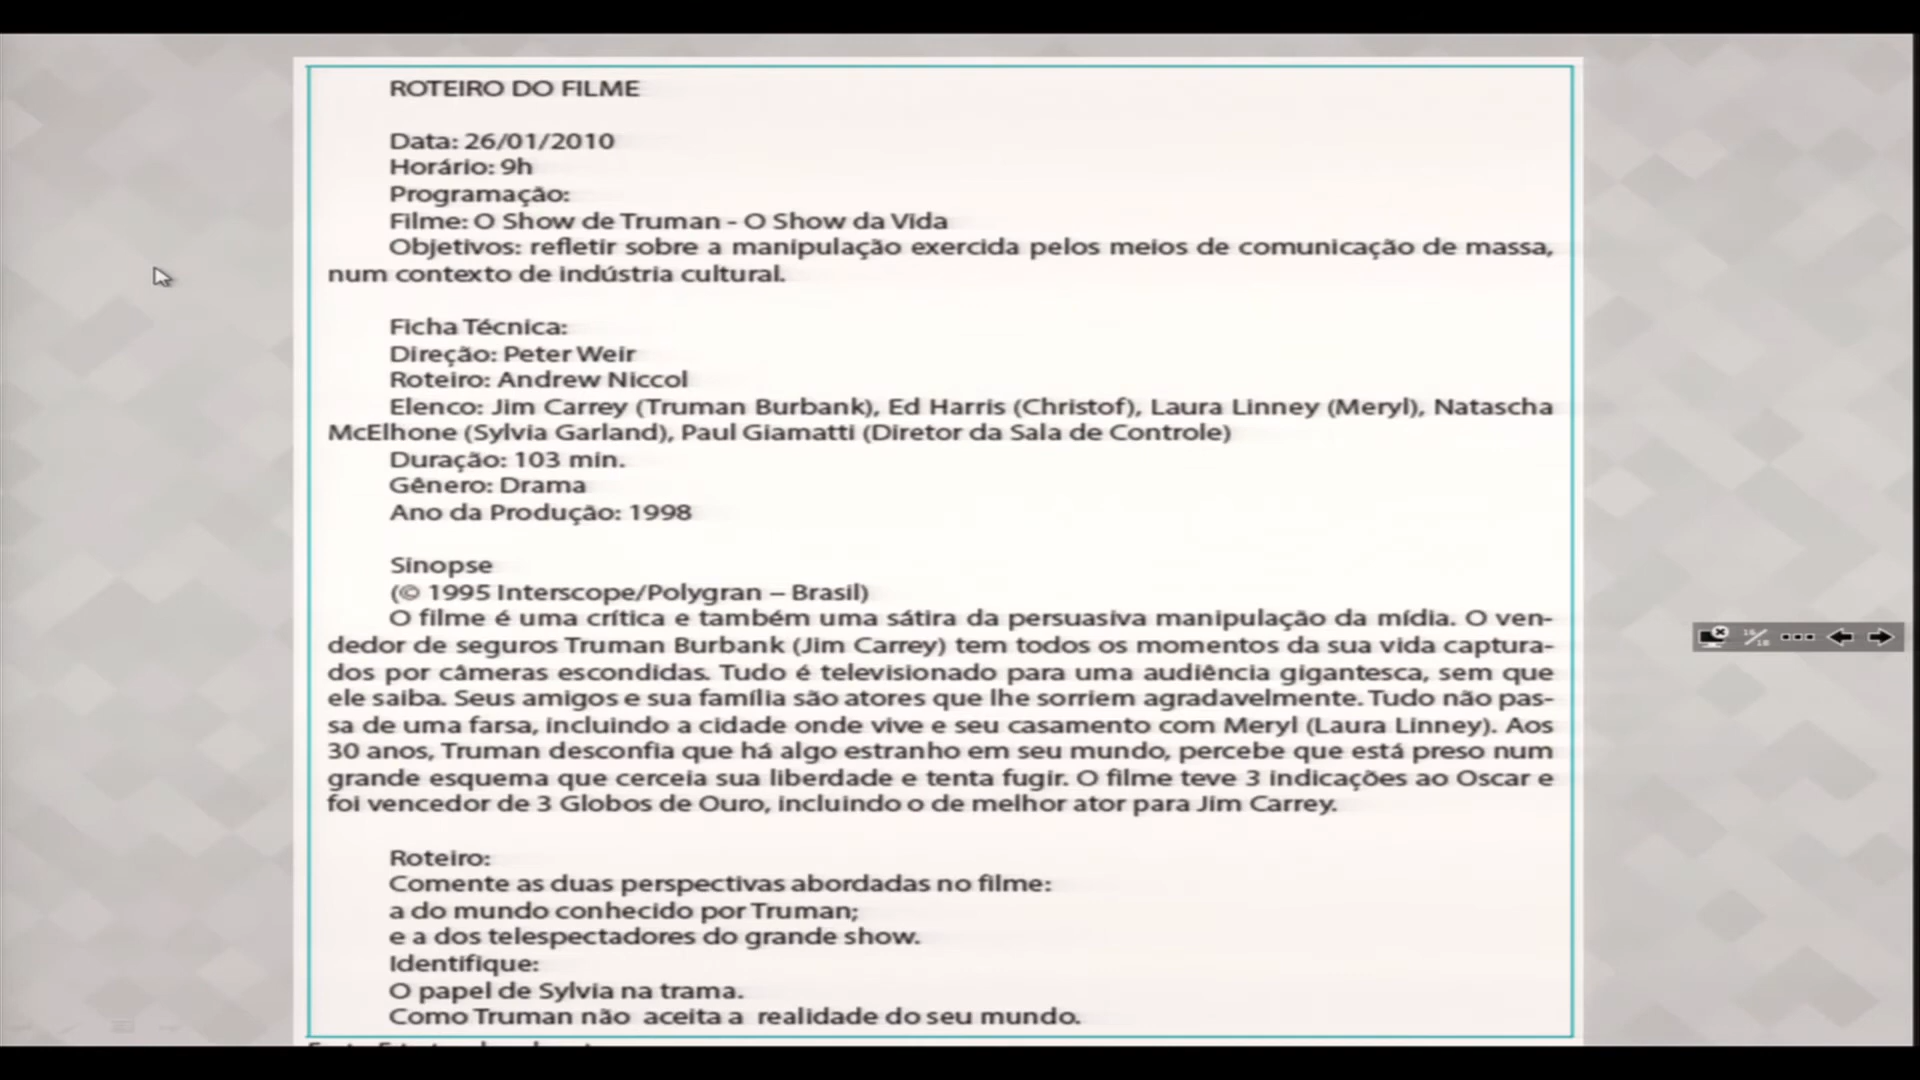 ROTEIRO DO FILME
Data: 26/01/2010
Horário: 9h
Programação:
Filme: O Show de Truman - O Show da Vida
Objetivos: refletir sobre a manipulação exercida pelos meios de comunicação de massa,
num contexto de indústria cultural.
Ficha Técnica:
Direção: Peter Weir
Roteiro: Andrew Niccol
Elenco: Jim Carrey (Truman Burbank), Ed Harris (Christof), Laura Linney (Meryl), Natascha
McElhone (Sylvia Garland), Paul Giamatti (Diretor da Sala de Controle)
Duração: 103 min.
Gênero: Drama
Ano da Produção: 1998
Sinopse
(© 1995 Interscope/Polygran – Brasil)
O filme é uma crítica e também uma sátira da persuasiva manipulação da mídia. O ven-
dedor de seguros Truman Burbank (Jim Carrey) tem todos os momentos da sua vida captura-
dos por câmeras escondidas. Tudo é televisionado para uma audiência gigantesca, sem que
ele saiba. Seus amigos e sua família são atores que lhe sorriem agradavelmente. Tudo não pas-
sa de uma farsa, incluindo a cidade onde vive e seu casamento com Meryl (Laura Linney). Aos
30 anos, Truman desconfia que há algo estranho em seu mundo, percebe que está preso num
grande esquema que cerceia sua liberdade e tenta fugir. O filme teve 3 indicações ao Oscar e
foi vencedor de 3 Globos de Ouro, incluindo o de melhor ator para Jim Carrey.
Roteiro:
Comente as duas perspectivas abordadas no filme:
a do mundo conhecido por Truman;
e a dos telespectadores do grande show.
Identifique:
O papel de Sylvia na trama.
Como Truman não aceita a realidade do seu mundo.